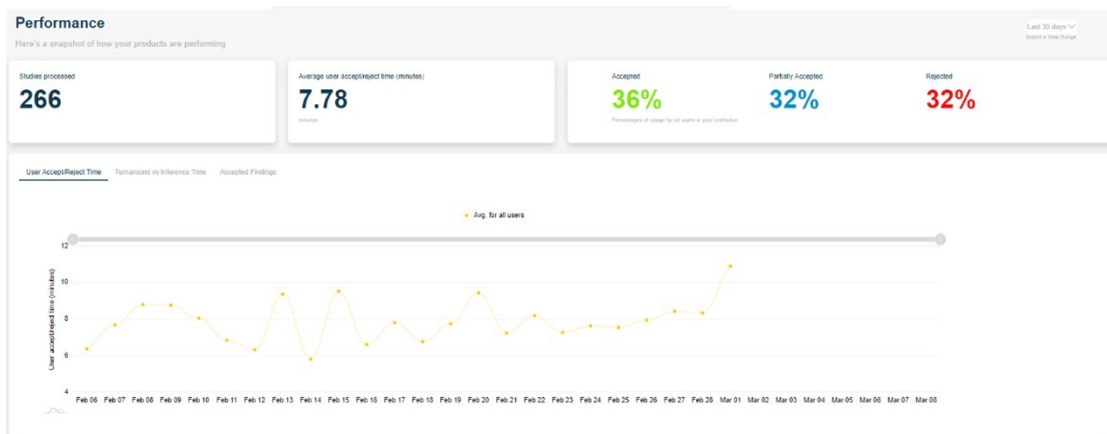 Performance
Here's a snapshot of how your products are performing
Last 30 days
Select a Date Range
Studies processed
266
Average user accept/reject time (minutes)
7.78
minutes
Accepted
Partially Accepted
Rejected
36%
32%
32%
Percentages of usage for all users in your institution
User Accept/Reject Time
Turnaround vs Inference Time
Accepted Findings
Avg. for all users
User accept/reject time (minutes)
12
10
8
6
4
Feb 06 Feb 07 Feb 08 Feb 09 Feb 10 Feb 11 Feb 12 Feb 13 Feb 14 Feb 15 Feb 16 Feb 17 Feb 18 Feb 19 Feb 20 Feb 21 Feb 22 Feb 23 Feb 24 Feb 25 Feb 26 Feb 27 Feb 28 Mar 01 Mar 02 Mar 03 Mar 04 Mar 05 Mar 06 Mar 07 Mar 08